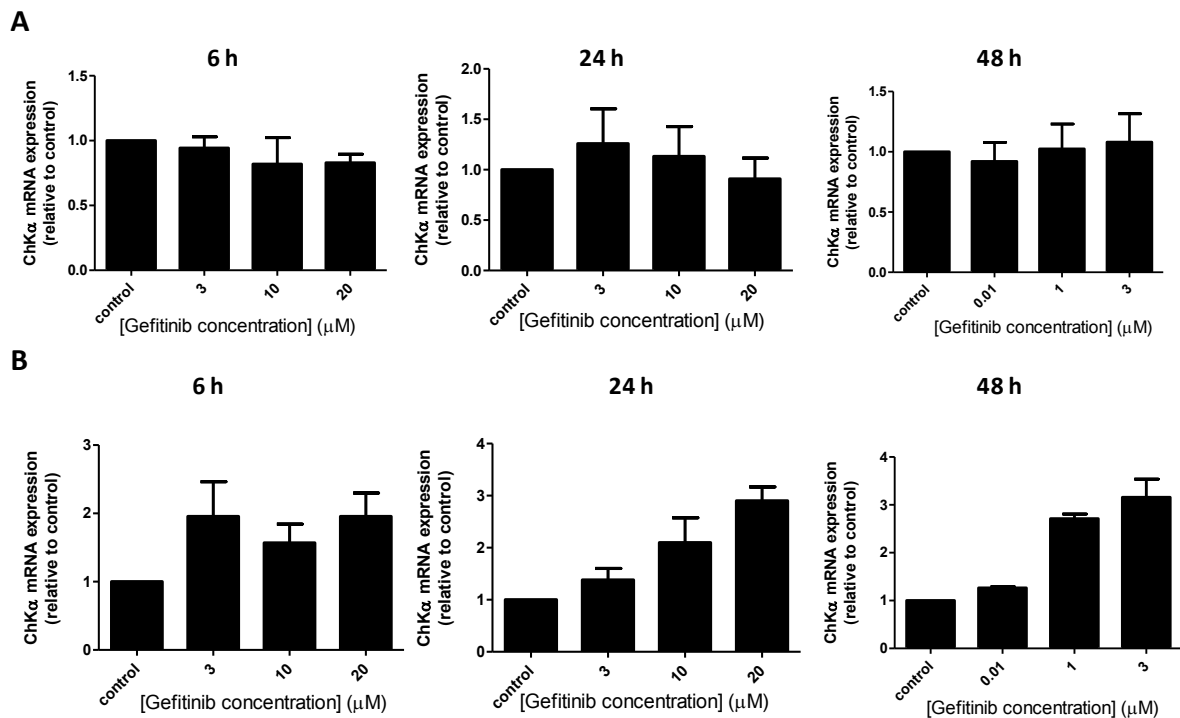 A
6 h
24 h
48 h
ChKα mRNA expression
(relative to control)
1.5
1.0
0.5
0.0
control
3
10
20
[Gefitinib concentration] (μM)
ChKα mRNA expression
(relative to control)
2.0
1.5
1.0
0.5
0.0
control
3
10
20
[Gefitinib concentration] (μM)
ChKα mRNA expression
(relative to control)
1.5
1.0
0.5
0.0
control
0.01
1
3
[Gefitinib concentration] (μM)
B
6 h
24 h
48 h
ChKα mRNA expression
(relative to control)
3
2
1
0
control
3
10
20
[Gefitinib concentration] (μM)
ChKα mRNA expression
(relative to control)
4
3
2
1
0
control
3
10
20
[Gefitinib concentration] (μM)
ChKα mRNA expression
(relative to control)
4
3
2
1
0
control
0.01
1
3
[Gefitinib concentration] (μM)